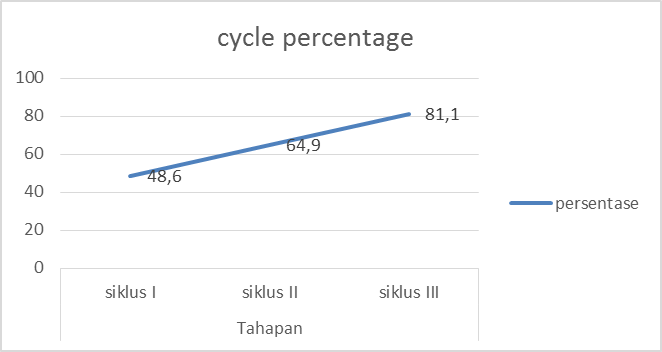 cycle percentage
100
80
60
40
20
0
48,6
64,9
81,1
siklus I
siklus II
siklus III
Tahapan
persentase